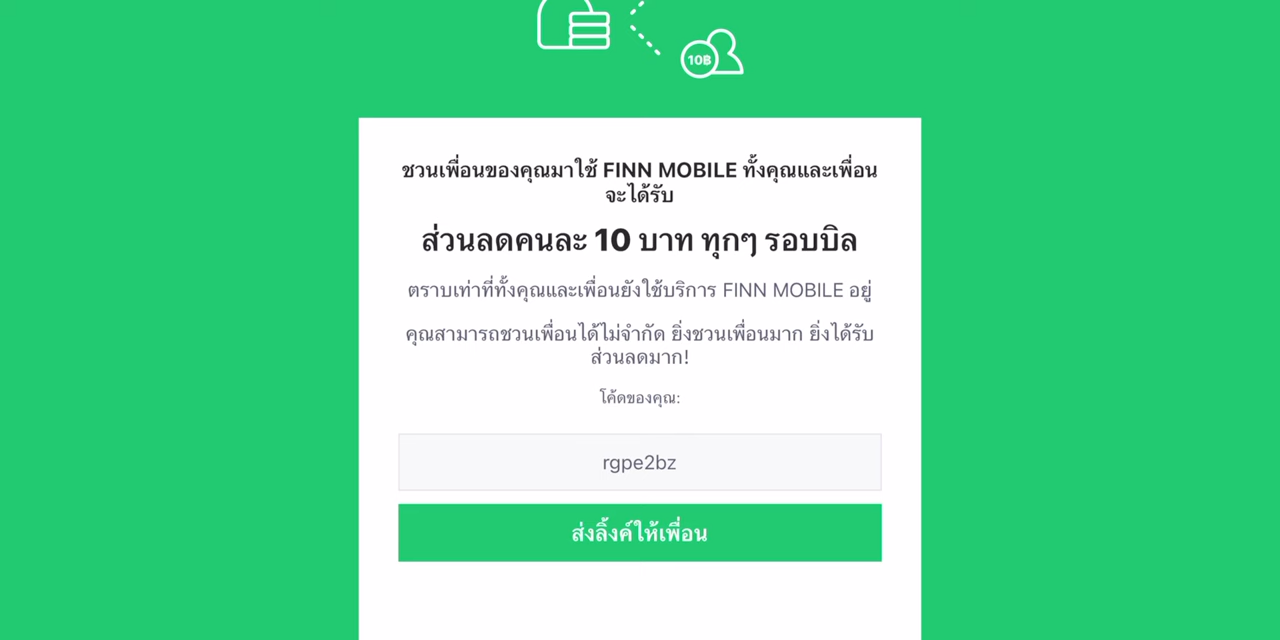 10฿
ชวนเพื่อนของคุณมาใช้ FINN MOBILE ทั้งคุณและเพื่อน
จะได้รับ
ส่วนลดคนละ 10 บาท ทุกๆ รอบบิล
ตราบเท่าที่ทั้งคุณและเพื่อนยังใช้บริการ FINN MOBILE อยู่
คุณสามารถชวนเพื่อนได้ไม่จำกัด ยิ่งชวนเพื่อนมาก ยิ่งได้รับ
ส่วนลดมาก!
โค้ดของคุณ:
rgpe2bz
ส่งลิ้งค์ให้เพื่อน